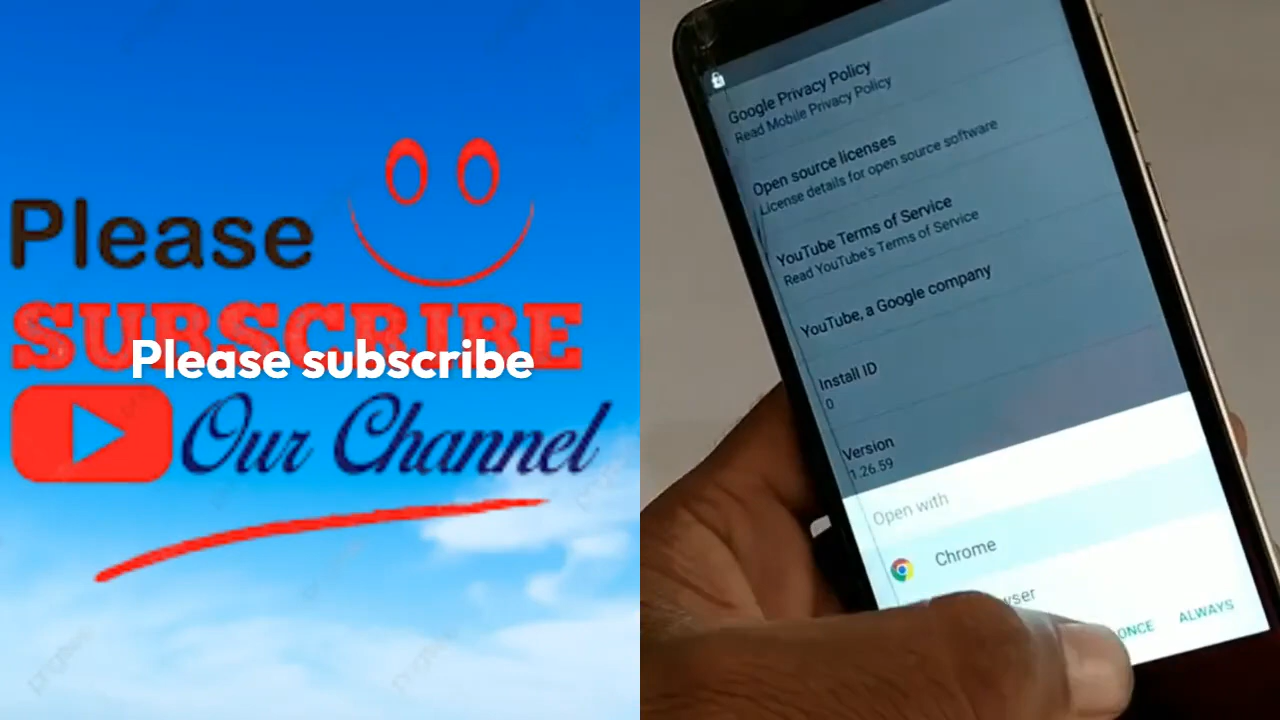 Please
SUBSCRIBE
Please subscribe
Our Channel
Google Privacy Policy
Read Mobile Privacy Policy
Open source licenses
License details for open source software
YouTube Terms of Service
Read YouTube's Terms of Service
YouTube, a Google company
Install ID
0
Version
1.26.59
Open with
Chrome
ONCE
ALWAYS